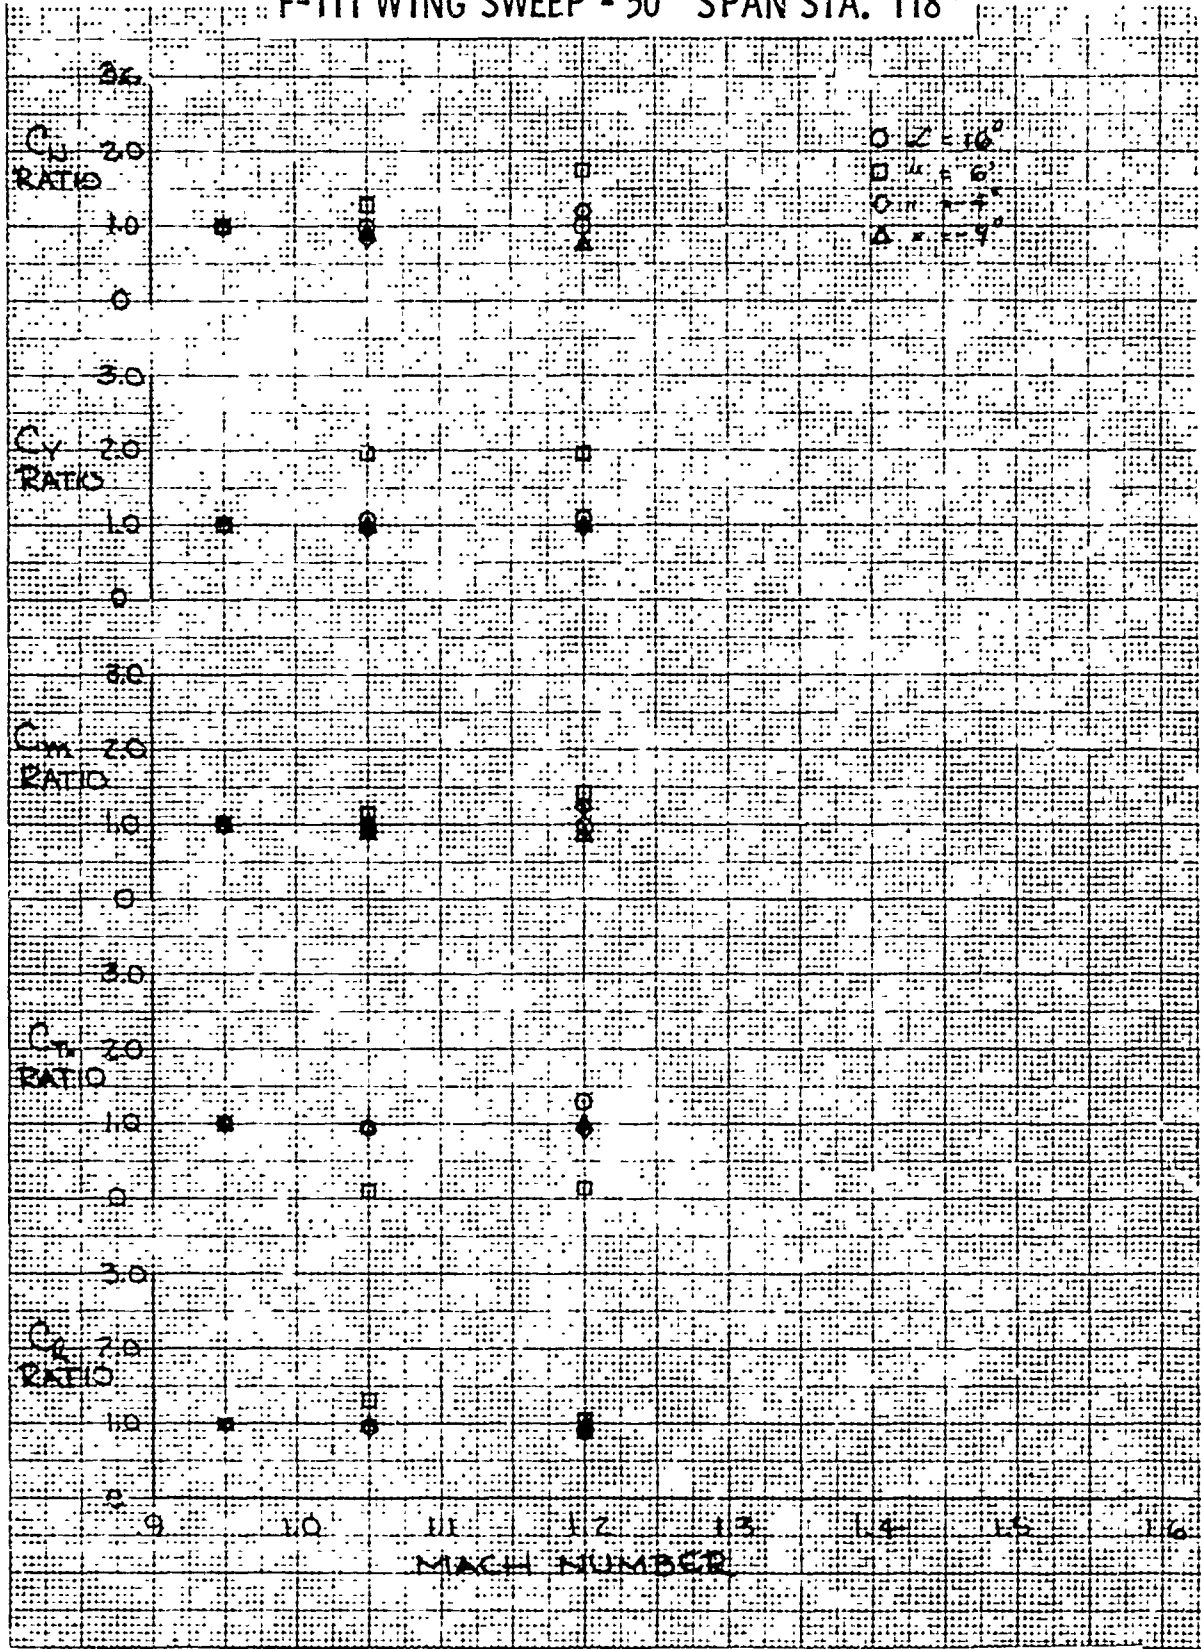 F-111 WING SWEEP - 50° SPAN STA. 118
3.0
C_N 2.0
RATIO
1.0
0
○ α = 16°
□ " = 6°
◇ "
△ "
3.0
C_Y 2.0
RATIO
1.0
0
3.0
C_m 2.0
RATIO
1.0
0
3.0
2.0
RATIO
1.0
0
3.0
2.0
RATIO
1.0
0
.9 1.0 1.1 1.2 1.3 1.4 1.5 1.6
MACH NUMBER